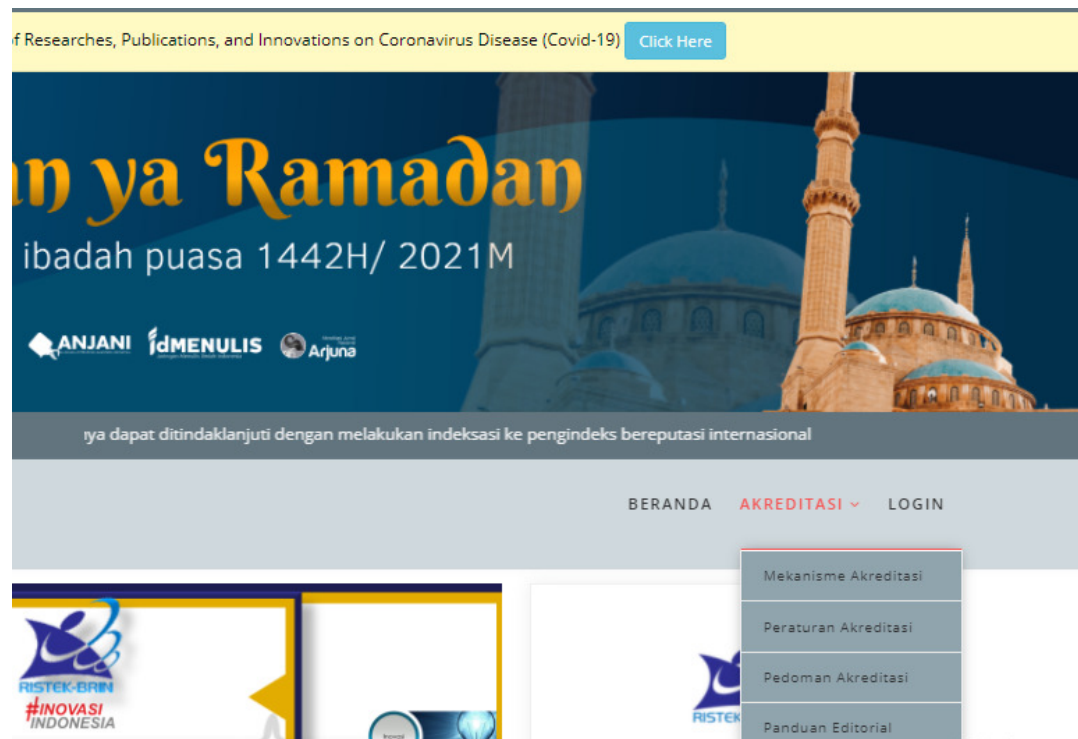 f Researches, Publications, and Innovations on Coronavirus Disease (Covid-19) Click Here
n ya Ramadan
ibadah puasa 1442H/ 2021M
ANJANI idMENULIS Arjuna
ya dapat ditindaklanjuti dengan melakukan indeksasi ke pengindeks bereputasi internasional
BERANDA AKREDITASI LOGIN
Mekanisme Akreditasi
Peraturan Akreditasi
Pedoman Akreditasi
Panduan Editorial
RISTEK-BRIN
#INOVASI
INDONESIA
RISTEK